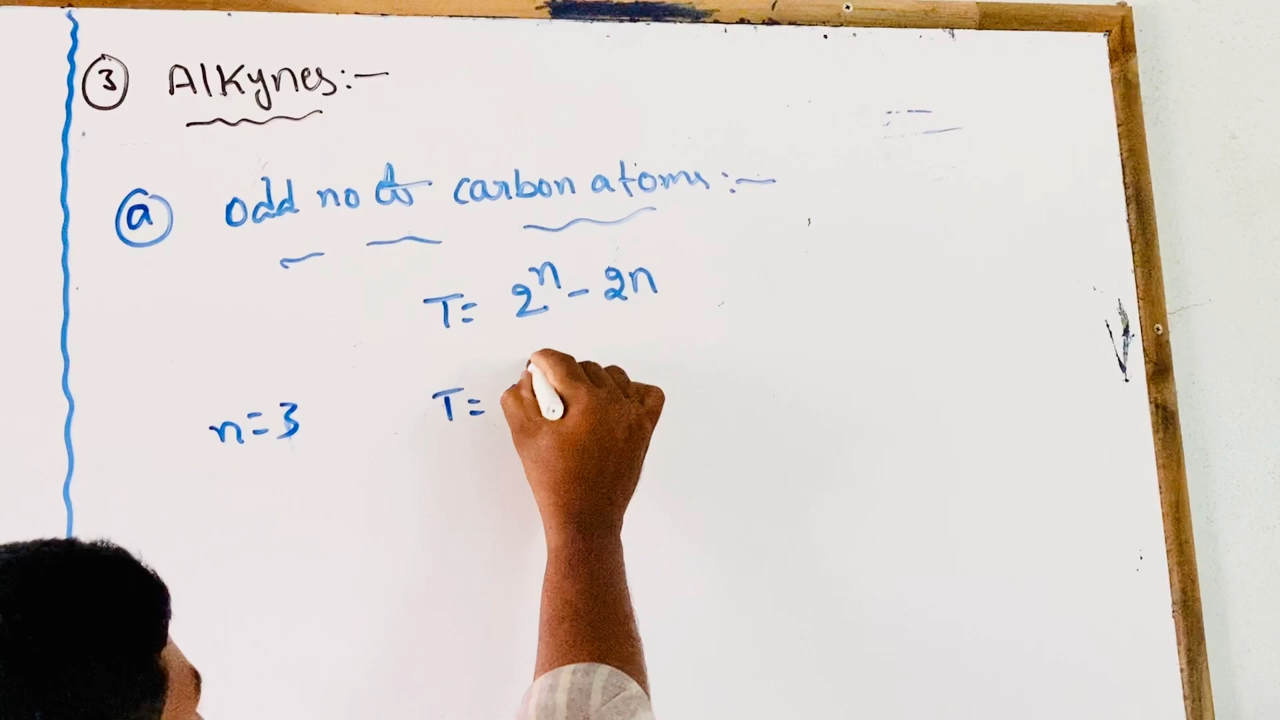 ③ Alkynes:-
ⓐ odd no of carbon atoms:-
T= 2ⁿ - 2n
n=3 T=